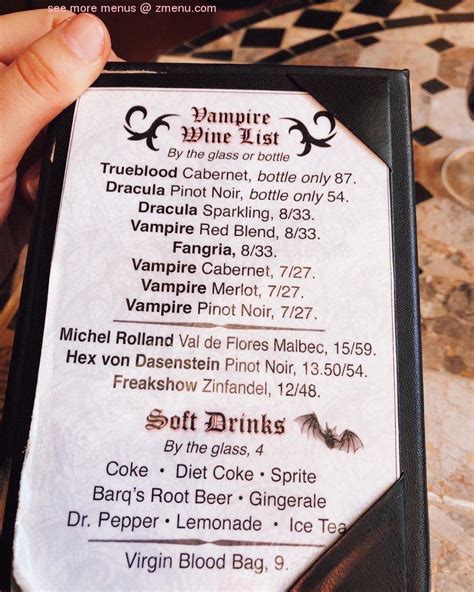 see more menus @ zmenu.com
Vampire
Wine List
By the glass or bottle
Trueblood Cabernet, bottle only 87.
Dracula Pinot Noir, bottle only 54.
Dracula Sparkling, 8/33.
Vampire Red Blend, 8/33.
Fangria, 8/33.
Vampire Cabernet, 7/27.
Vampire Merlot, 7/27.
Vampire Pinot Noir, 7/27.
Michel Rolland Val de Flores Malbec, 15/59.
Hex von Dasenstein Pinot Noir, 13.50/54.
Freakshow Zinfandel, 12/48.
Soft Drinks
By the glass, 4
Coke • Diet Coke • Sprite
Barq's Root Beer • Gingerale
Dr. Pepper • Lemonade • Ice Tea
Virgin Blood Bag, 9.